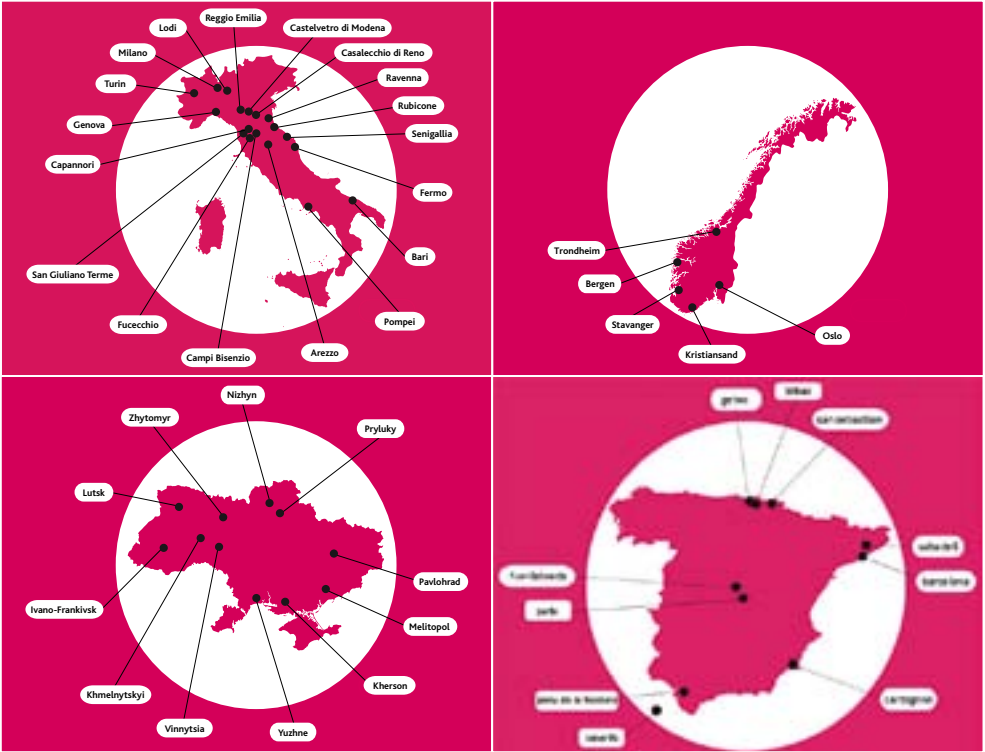 Reggio Emilia
Lodi
Castelvetro di Modena
Milano
Casalecchio di Reno
Turin
Ravenna
Rubicone
Genova
Senigallia
Capannori
Fermo
Bari
San Giuliano Terme
Pompei
Fucecchio
Arezzo
Campi Bisenzio
Trondheim
Bergen
Stavanger
Oslo
Kristiansand
Nizhyn
Zhytomyr
Pryluky
Lutsk
Pavlohrad
Ivano-Frankivsk
Melitopol
Kherson
Khmelnytskyi
Vinnytsia
Yuzhne
bilbao
san sebastian
barcelona